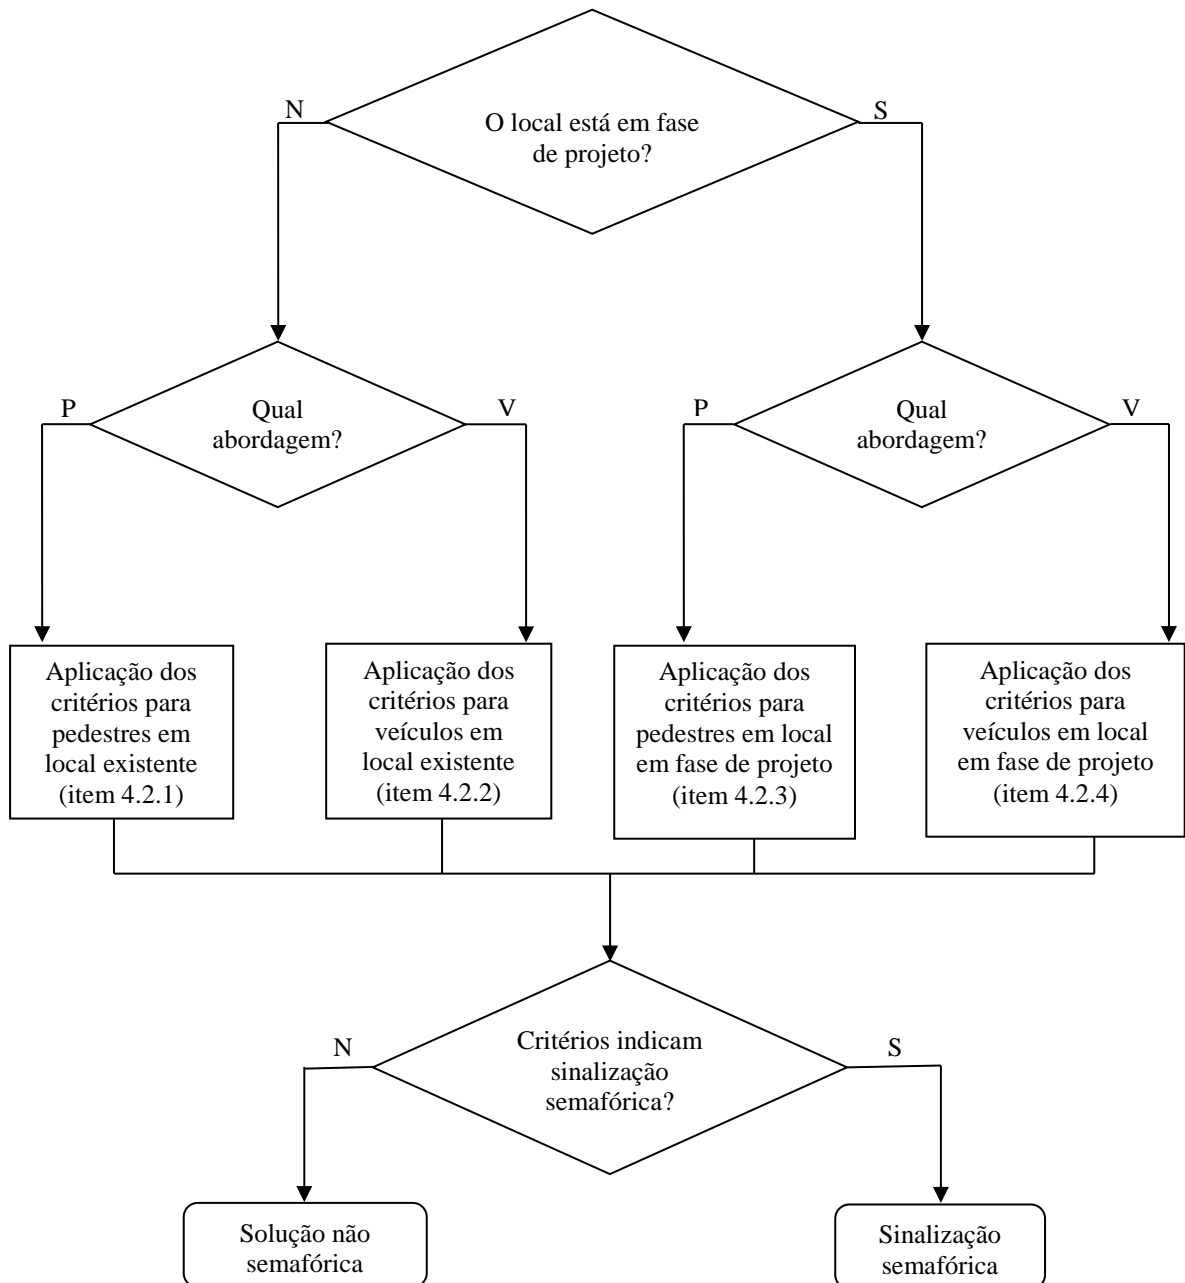 N
S
O local está em fase
de projeto?
P
Qual
abordagem?
V
P
Qual
abordagem?
V
Aplicação dos
critérios para
pedestres em
local existente
(item 4.2.1)
Aplicação dos
critérios para
veículos em
local existente
(item 4.2.2)
Aplicação dos
critérios para
pedestres em local
em fase de projeto
(item 4.2.3)
Aplicação dos
critérios para
veículos em local
em fase de projeto
(item 4.2.4)
N
Critérios indicam
sinalização
semafórica?
S
Solução não
semafórica
Sinalização
semafórica